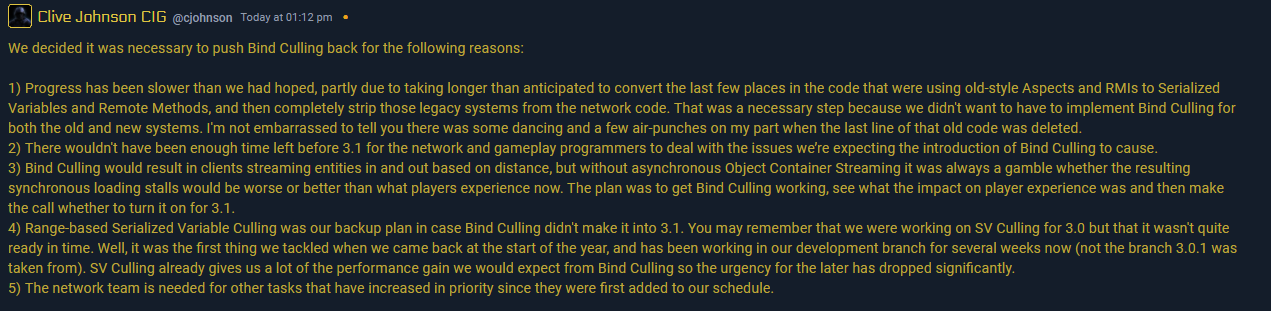 Clive Johnson CIG @cjohnson Today at 01:12 pm
We decided it was necessary to push Bind Culling back for the following reasons:
1) Progress has been slower than we had hoped, partly due to taking longer than anticipated to convert the last few places in the code that were using old-style Aspects and RMIs to Serialized
Variables and Remote Methods, and then completely strip those legacy systems from the network code. That was a necessary step because we didn't want to have to implement Bind Culling for
both the old and new systems. I'm not embarrassed to tell you there was some dancing and a few air-punches on my part when the last line of that old code was deleted.
2) There wouldn't have been enough time left before 3.1 for the network and gameplay programmers to deal with the issues we’re expecting the introduction of Bind Culling to cause.
3) Bind Culling would result in clients streaming entities in and out based on distance, but without asynchronous Object Container Streaming it was always a gamble whether the resulting
synchronous loading stalls would be worse or better than what players experience now. The plan was to get Bind Culling working, see what the impact on player experience was and then make
the call whether to turn it on for 3.1.
4) Range-based Serialized Variable Culling was our backup plan in case Bind Culling didn't make it into 3.1. You may remember that we were working on SV Culling for 3.0 but that it wasn't quite
ready in time. Well, it was the first thing we tackled when we came back at the start of the year, and has been working in our development branch for several weeks now (not the branch 3.0.1 was
taken from). SV Culling already gives us a lot of the performance gain we would expect from Bind Culling so the urgency for the later has dropped significantly.
5) The network team is needed for other tasks that have increased in priority since they were first added to our schedule.